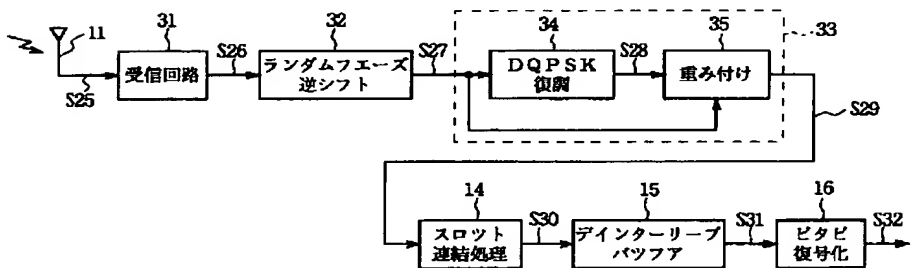 31
32
34
35
33
11
受信回路
S26
ランダムフエーズ
逆シフト
S27
DQPSK
復調
S28
重み付け
S25
S29
14
15
16
スロツト
連結処理
S30
デインターリーブ
バツフア
S31
ビタビ
復号化
S32